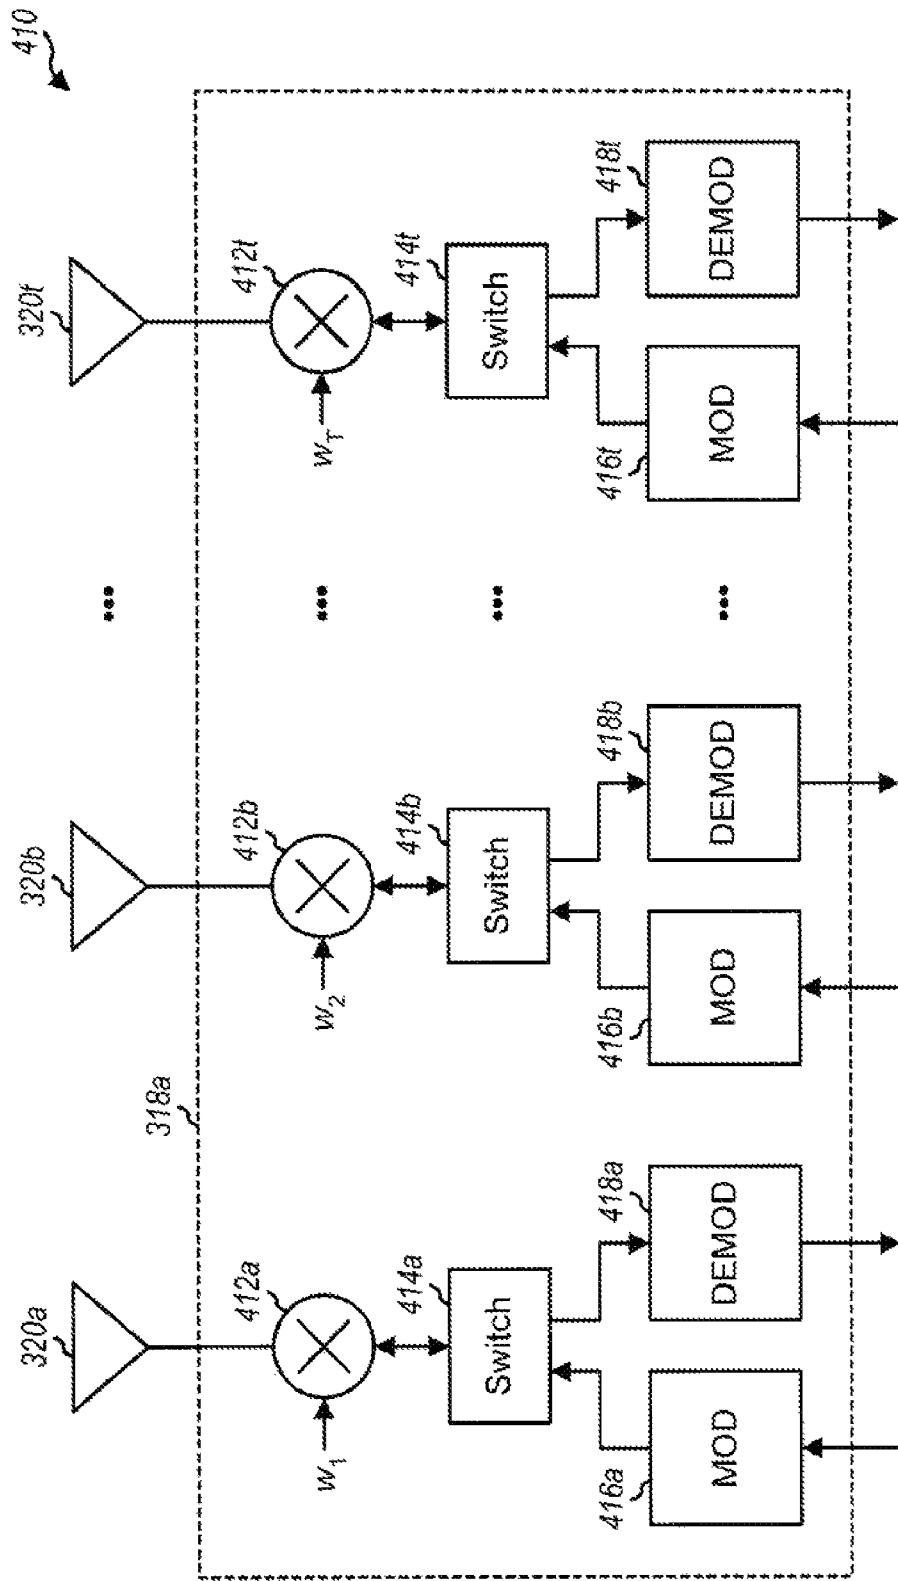 410
320a
320b
320t
•••
318a
412a
412b
412t
w1
w2
wT
•••
414a
414b
414t
Switch
Switch
Switch
•••
416a
418a
416b
418b
416t
418t
MOD
DEMOD
MOD
DEMOD
•••
MOD
DEMOD